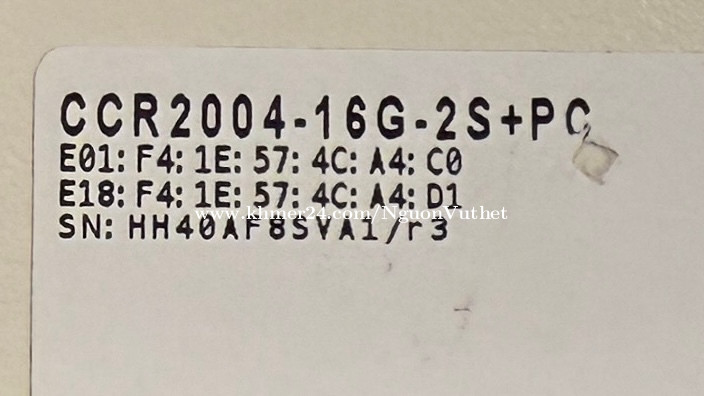 CCR2004-16G-2S+PC
E01:F4:1E:57:4C:A4:C0
E18:F4:1E:57:4C:A4:D1
www.khmer24.com/NguonVuthet
SN:HH40AF8SVA1/r3